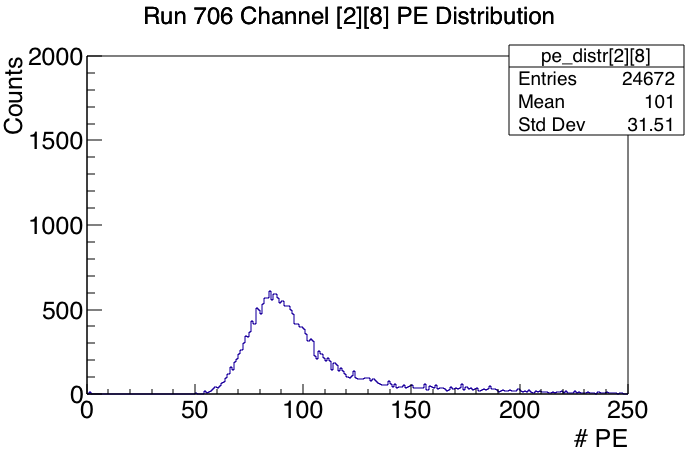 Run 706 Channel [2][8] PE Distribution
Counts
2000
1500
1000
500
0
pe_distr[2][8]
Entries 24672
Mean 101
Std Dev 31.51
0 50 100 150 200 250
# PE